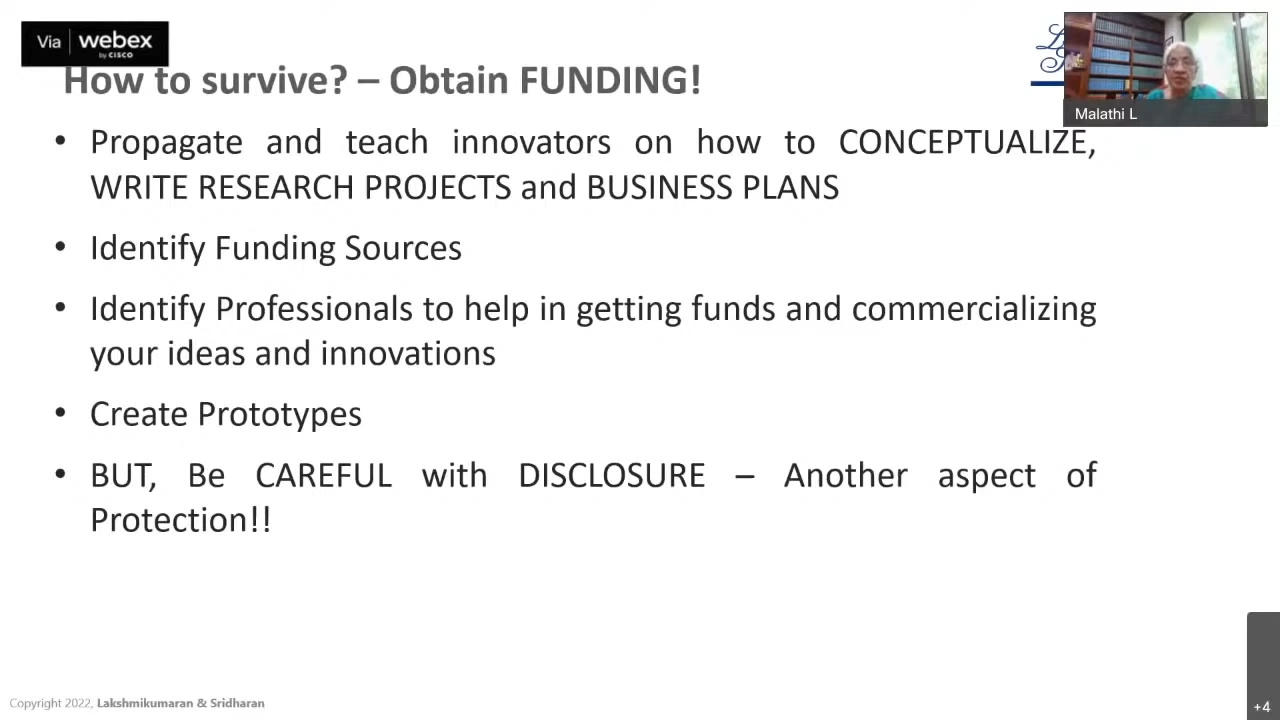 Via webex
by CISCO
How to survive? – Obtain FUNDING!
Malathi L
• Propagate and teach innovators on how to CONCEPTUALIZE,
WRITE RESEARCH PROJECTS and BUSINESS PLANS
• Identify Funding Sources
• Identify Professionals to help in getting funds and commercializing
your ideas and innovations
• Create Prototypes
• BUT, Be CAREFUL with DISCLOSURE – Another aspect of
Protection!!
Copyright 2022, Lakshmikumaran & Sridharan
+4